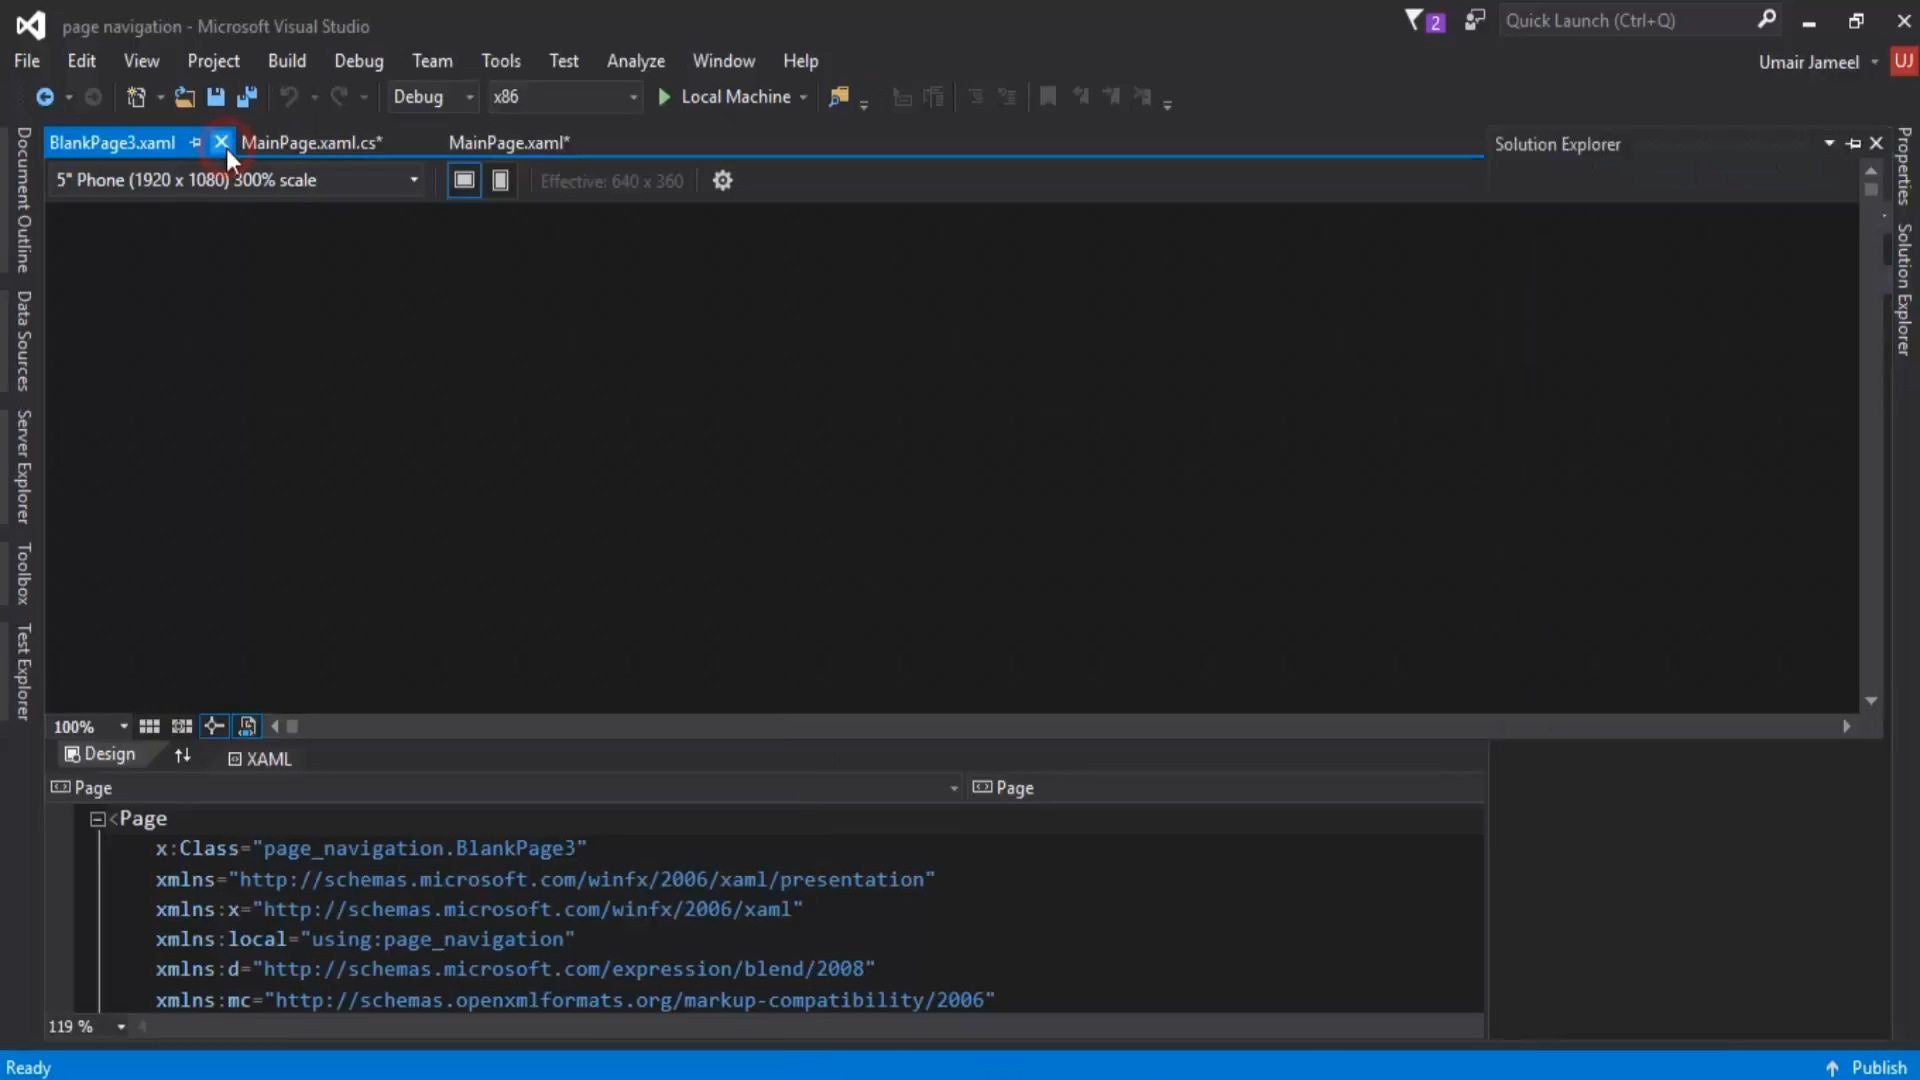 page navigation - Microsoft Visual Studio
2
Quick Launch (Ctrl+Q)
File Edit View Project Build Debug Team Tools Test Analyze Window Help
Umair Jameel
UJ
Debug
x86
Local Machine
BlankPage3.xaml
MainPage.xaml.cs*
MainPage.xaml*
Solution Explorer
5" Phone (1920 x 1080) 300% scale
Effective: 640 x 360
Document Outline
Data Sources
Server Explorer
Toolbox
Test Explorer
Properties
Solution Explorer
100%
Design
XAML
Page
Page
<Page
x:Class="page_navigation.BlankPage3"
xmlns="http://schemas.microsoft.com/winfx/2006/xaml/presentation"
xmlns:x="http://schemas.microsoft.com/winfx/2006/xaml"
xmlns:local="using:page_navigation"
xmlns:d="http://schemas.microsoft.com/expression/blend/2008"
xmlns:mc="http://schemas.openxmlformats.org/markup-compatibility/2006"
119 %
Ready
Publish